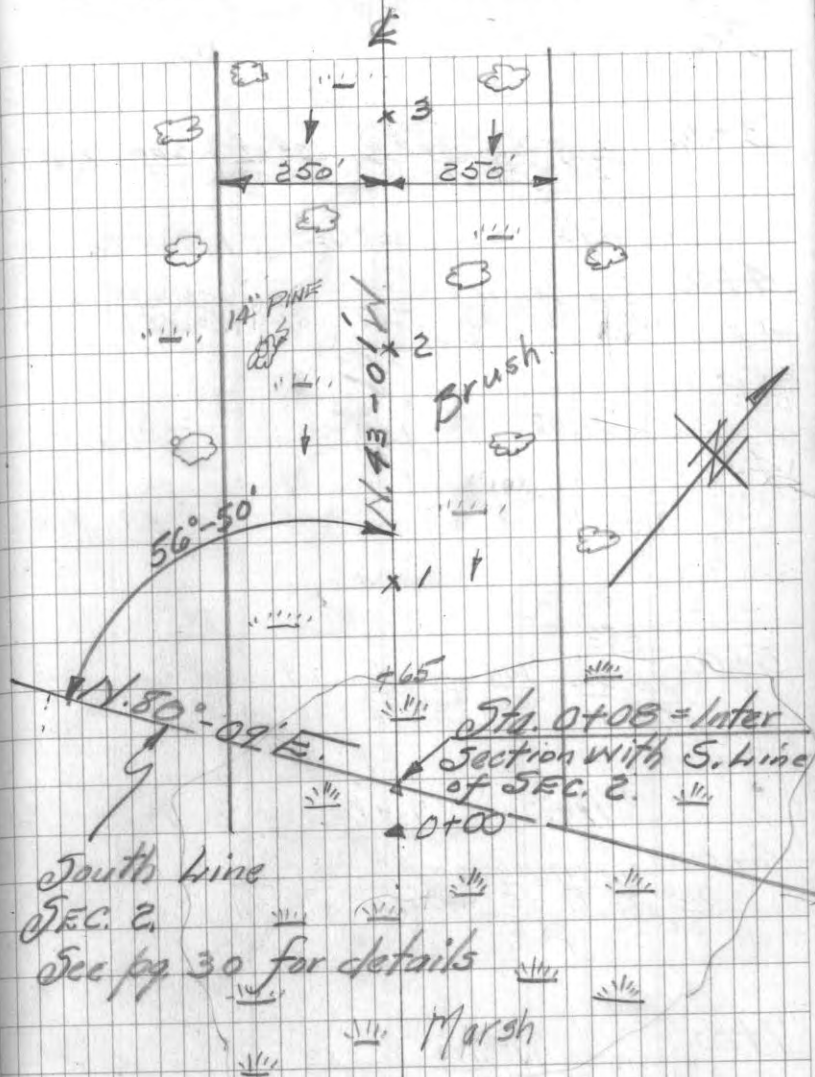 ℄
3
250' 250'
14" PINE
N.43-01'W
2
Brush
56°-50'
1
+65
N.80°-09'E.
Sta. 0+08 = Inter
Section with S. Line
of SEC. 2.
0+00
South Line
SEC. 2.
See pg 30 for details
Marsh